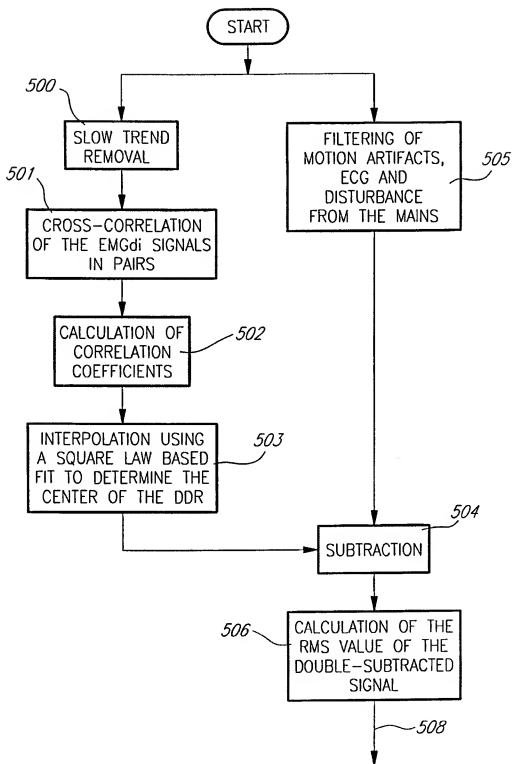 START
500
SLOW TREND
REMOVAL
501
CROSS-CORRELATION
OF THE EMGdi SIGNALS
IN PAIRS
CALCULATION OF
CORRELATION
COEFFICIENTS
502
INTERPOLATION USING
A SQUARE LAW BASED
FIT TO DETERMINE THE
CENTER OF THE DDR
503
FILTERING OF
MOTION ARTIFACTS,
ECG AND
DISTURBANCE
FROM THE MAINS
505
504
SUBTRACTION
506
CALCULATION OF THE
RMS VALUE OF THE
DOUBLE-SUBTRACTED
SIGNAL
508